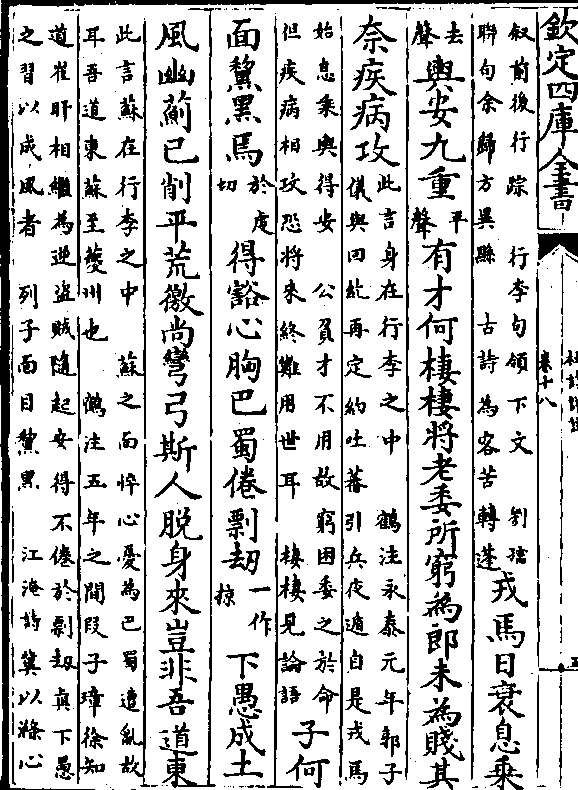 欽定四庫全書
杜詩詳註
卷十八
叙前後行踪　行李句領下文　劉孺
聯句余歸方異縣　古詩為客苦轉蓬
戎馬日衰息乗
去
聲
輿安九重
平
聲
有才何棲棲將老委所窮為郎未為賤其
奈疾病攻
此言身在行李之中　鶴注永泰元年郭子
儀與回紇再定約吐蕃引兵夜遁自是戎馬
始息乗輿得安　公負才不用故窮困委之於命
但疾病相攻恐將來終難用世耳　棲棲見論語
子何
面黧黑焉
於虔
切
得豁心胸巴蜀倦剽刼
一作
掠
下愚成土
風幽薊已削平荒徼尚彎弓斯人脫身來豈非吾道東
此言蘇在行李之中　蘇之面悴心憂為巴蜀遭亂故
耳吾道東蘇至夔州也　鶴注五年之間段子璋徐知
道崔旰相繼為逆盜賊隨起安得不倦於剽刼真下愚
之習以成風者　列子面目黧黑　江淹詩冀以滌心